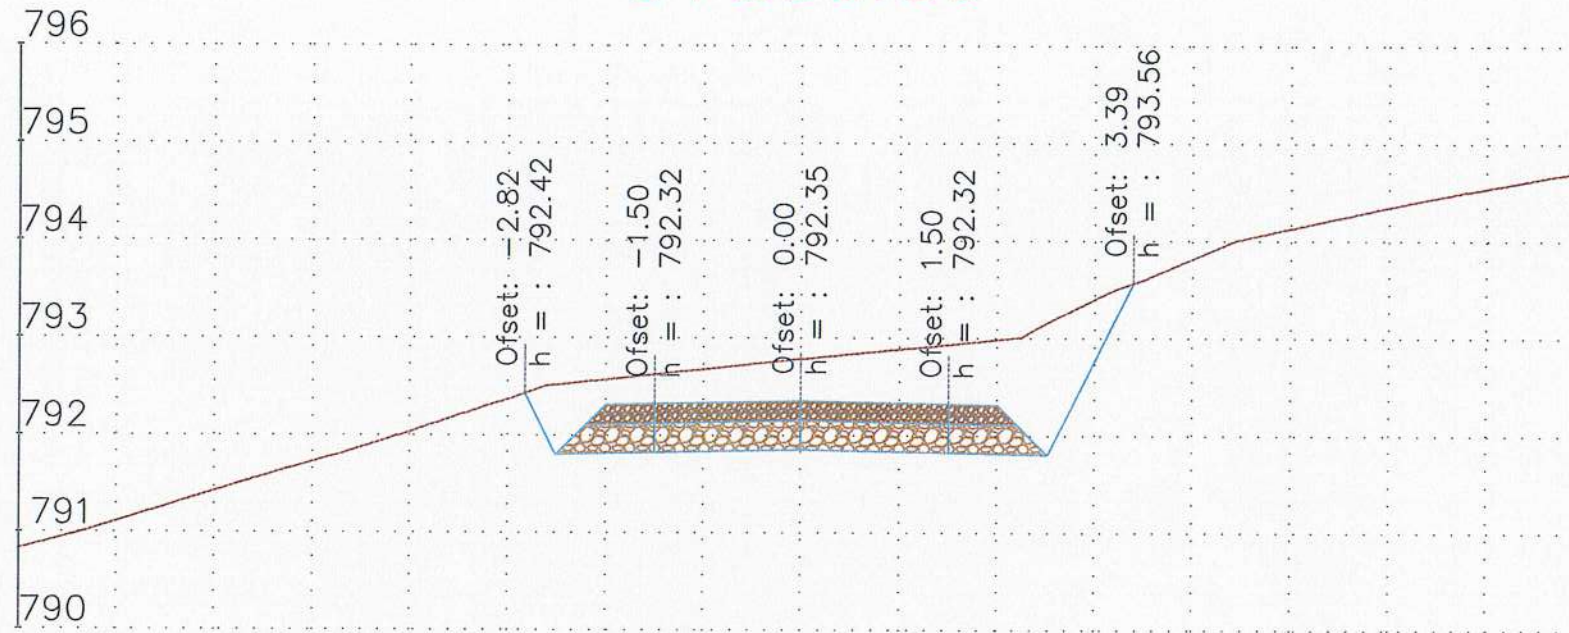 796
795
794
793
792
791
790
Ofset: -2.82
h = : 792.42
Ofset: -1.50
h = : 792.32
Ofset: 0.00
h = : 792.35
Ofset: 1.50
h = : 792.32
Ofset: 3.39
h = : 793.56